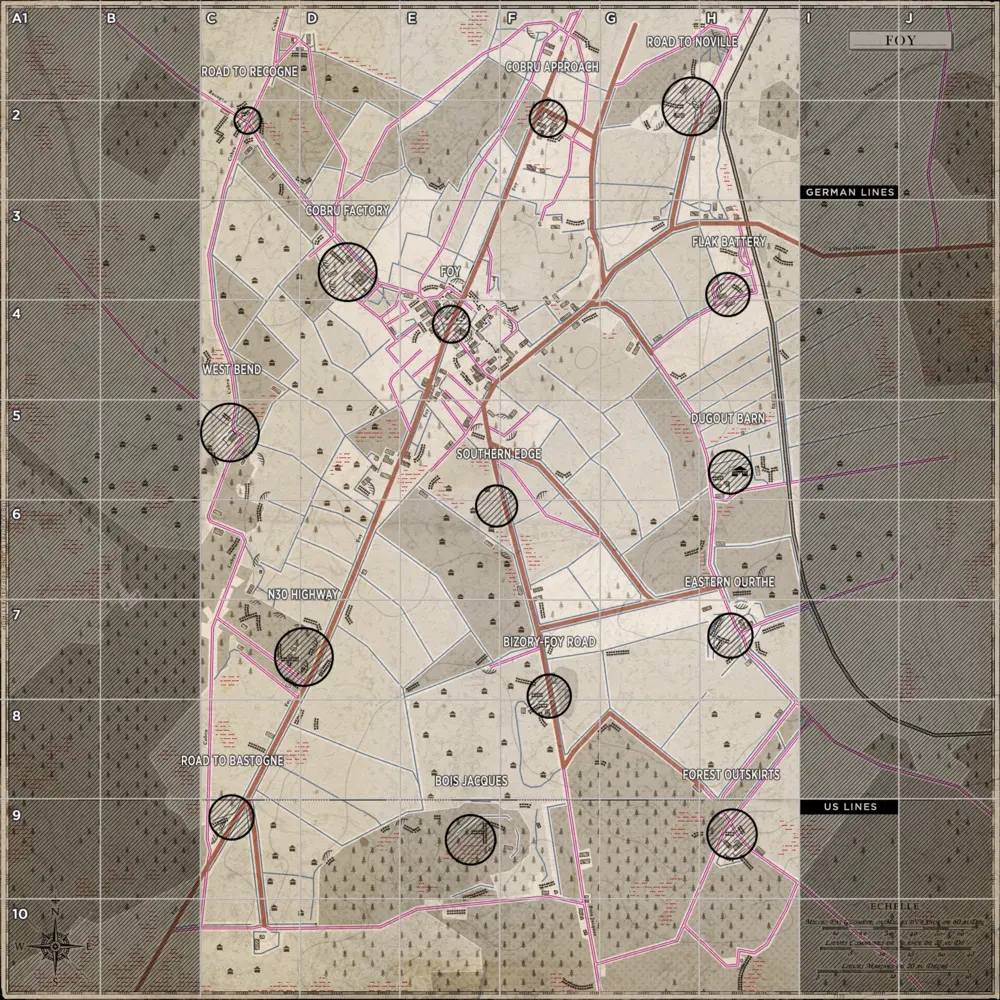 A1 B C D E F G H I J
FOY
ROAD TO NOVILLE
COBRU APPROACH
ROAD TO RECOGNE
2
GERMAN LINES
3
COBRU FACTORY
FLAK BATTERY
FOY
4
WEST BEND
5
DUGOUT BARN
SOUTHERN EDGE
6
EASTERN OURTHE
N30 HIGHWAY
7
BIZORY-FOY ROAD
8
ROAD TO BASTOGNE
FOREST OUTSKIRTS
BOIS JACQUES
US LINES
9
10
ECHELLE
N
W E
S